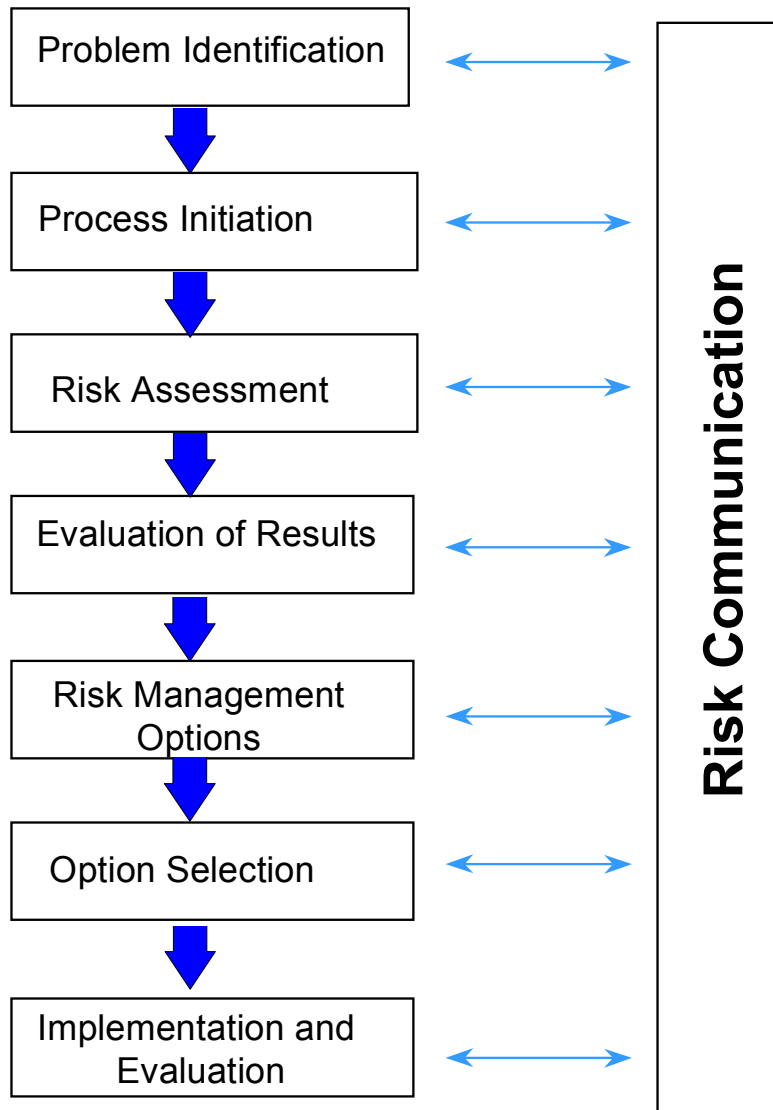 Problem Identification
Process Initiation
Risk Assessment
Evaluation of Results
Risk Management
Options
Option Selection
Implementation and
Evaluation
Risk Communication